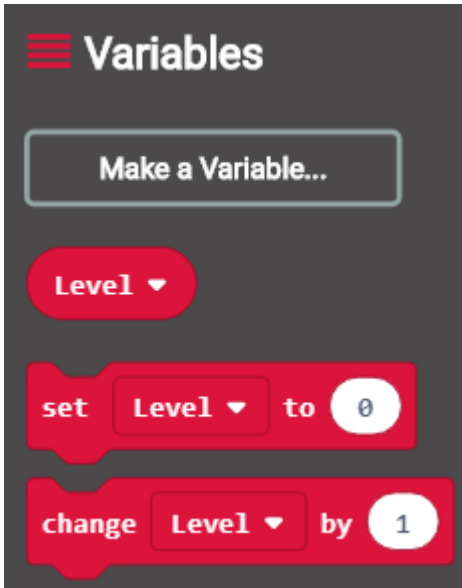 Variables
Make a Variable...
Level
set Level to 0
change Level by 1